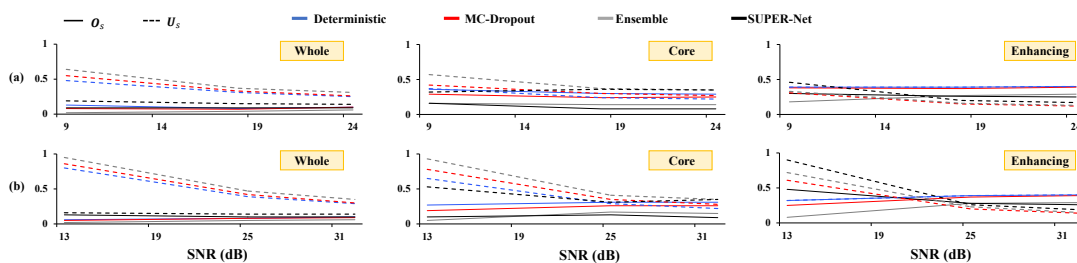 O_s U_s Deterministic MC-Dropout Ensemble SUPER-Net
(a)
Whole
1
0.5
0
9 14 19 24
Core
1
0.5
0
9 14 19 24
Enhancing
1
0.5
0
9 14 19 24
(b)
Whole
1
0.5
0
13 19 25 31
SNR (dB)
Core
1
0.5
0
13 19 25 31
SNR (dB)
Enhancing
1
0.5
0
13 19 25 31
SNR (dB)